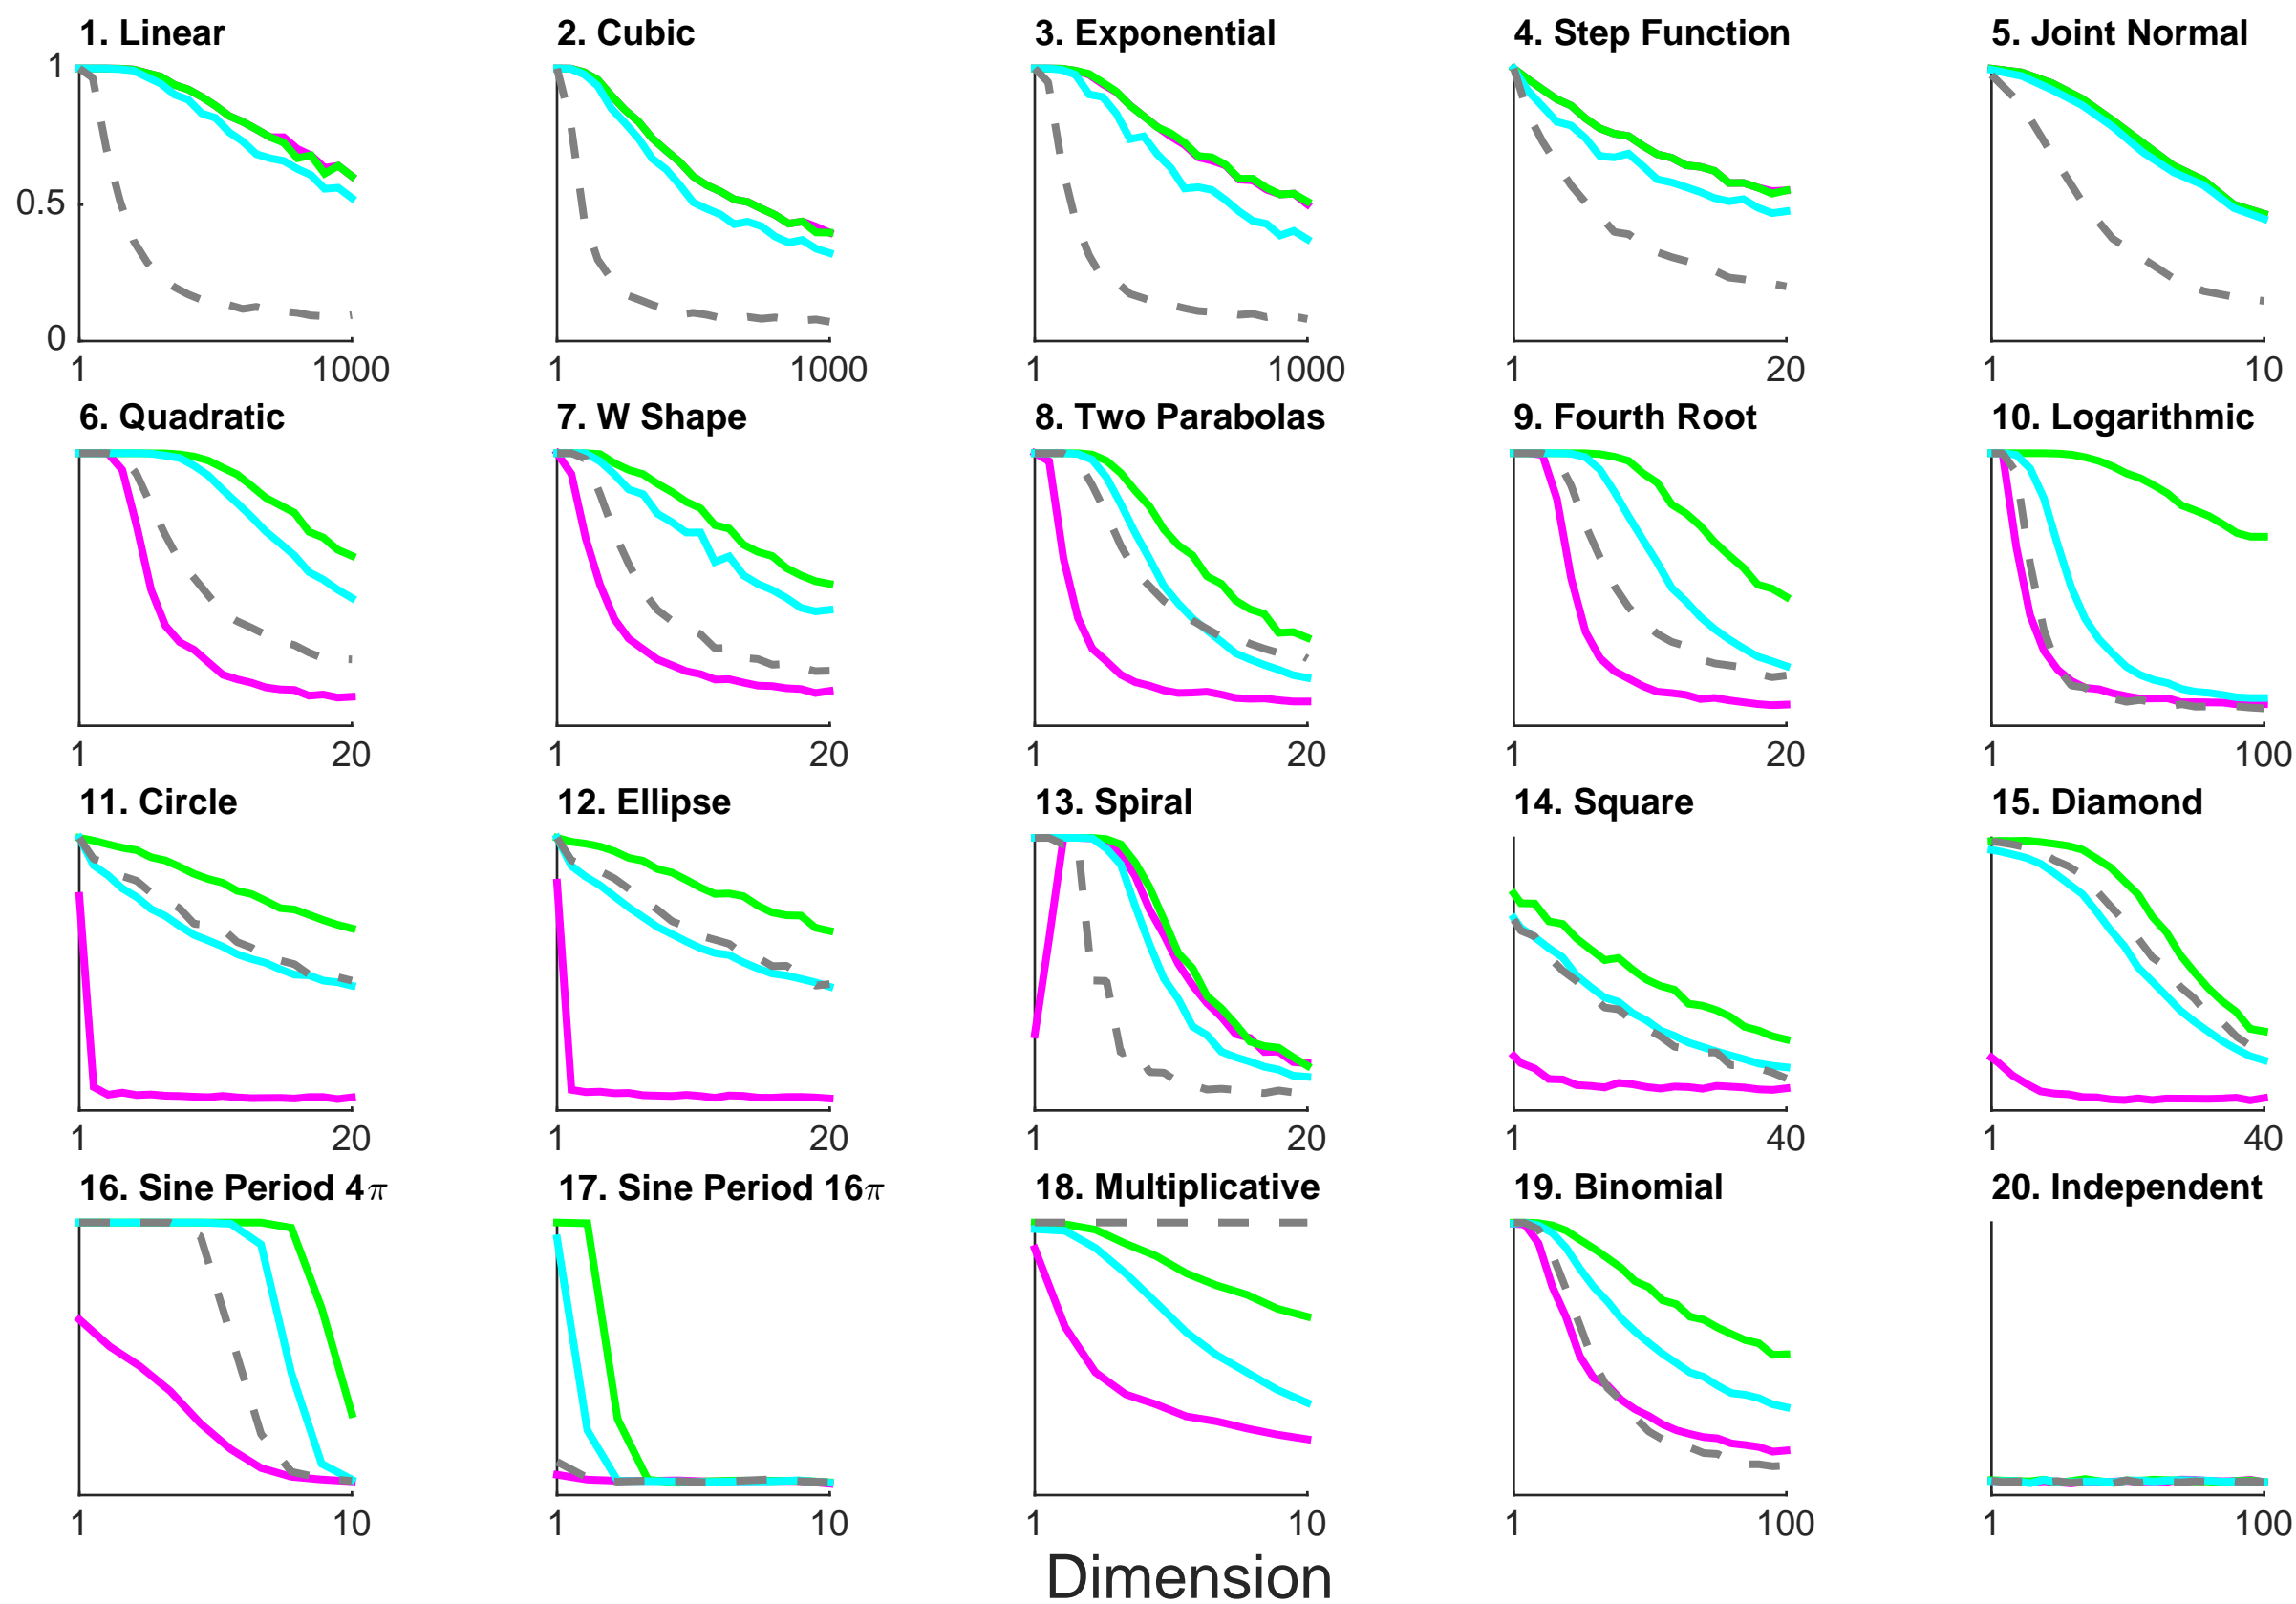 1. Linear 2. Cubic 3. Exponential 4. Step Function 5. Joint Normal
1
0.5
0
1 1000 1 1000 1 1000 1 20 1 10
6. Quadratic 7. W Shape 8. Two Parabolas 9. Fourth Root 10. Logarithmic
1 20 1 20 1 20 1 20 1 100
11. Circle 12. Ellipse 13. Spiral 14. Square 15. Diamond
1 20 1 20 1 20 1 40 1 40
16. Sine Period 4π 17. Sine Period 16π 18. Multiplicative 19. Binomial 20. Independent
1 10 1 10 1 10 1 100 1 100
Dimension